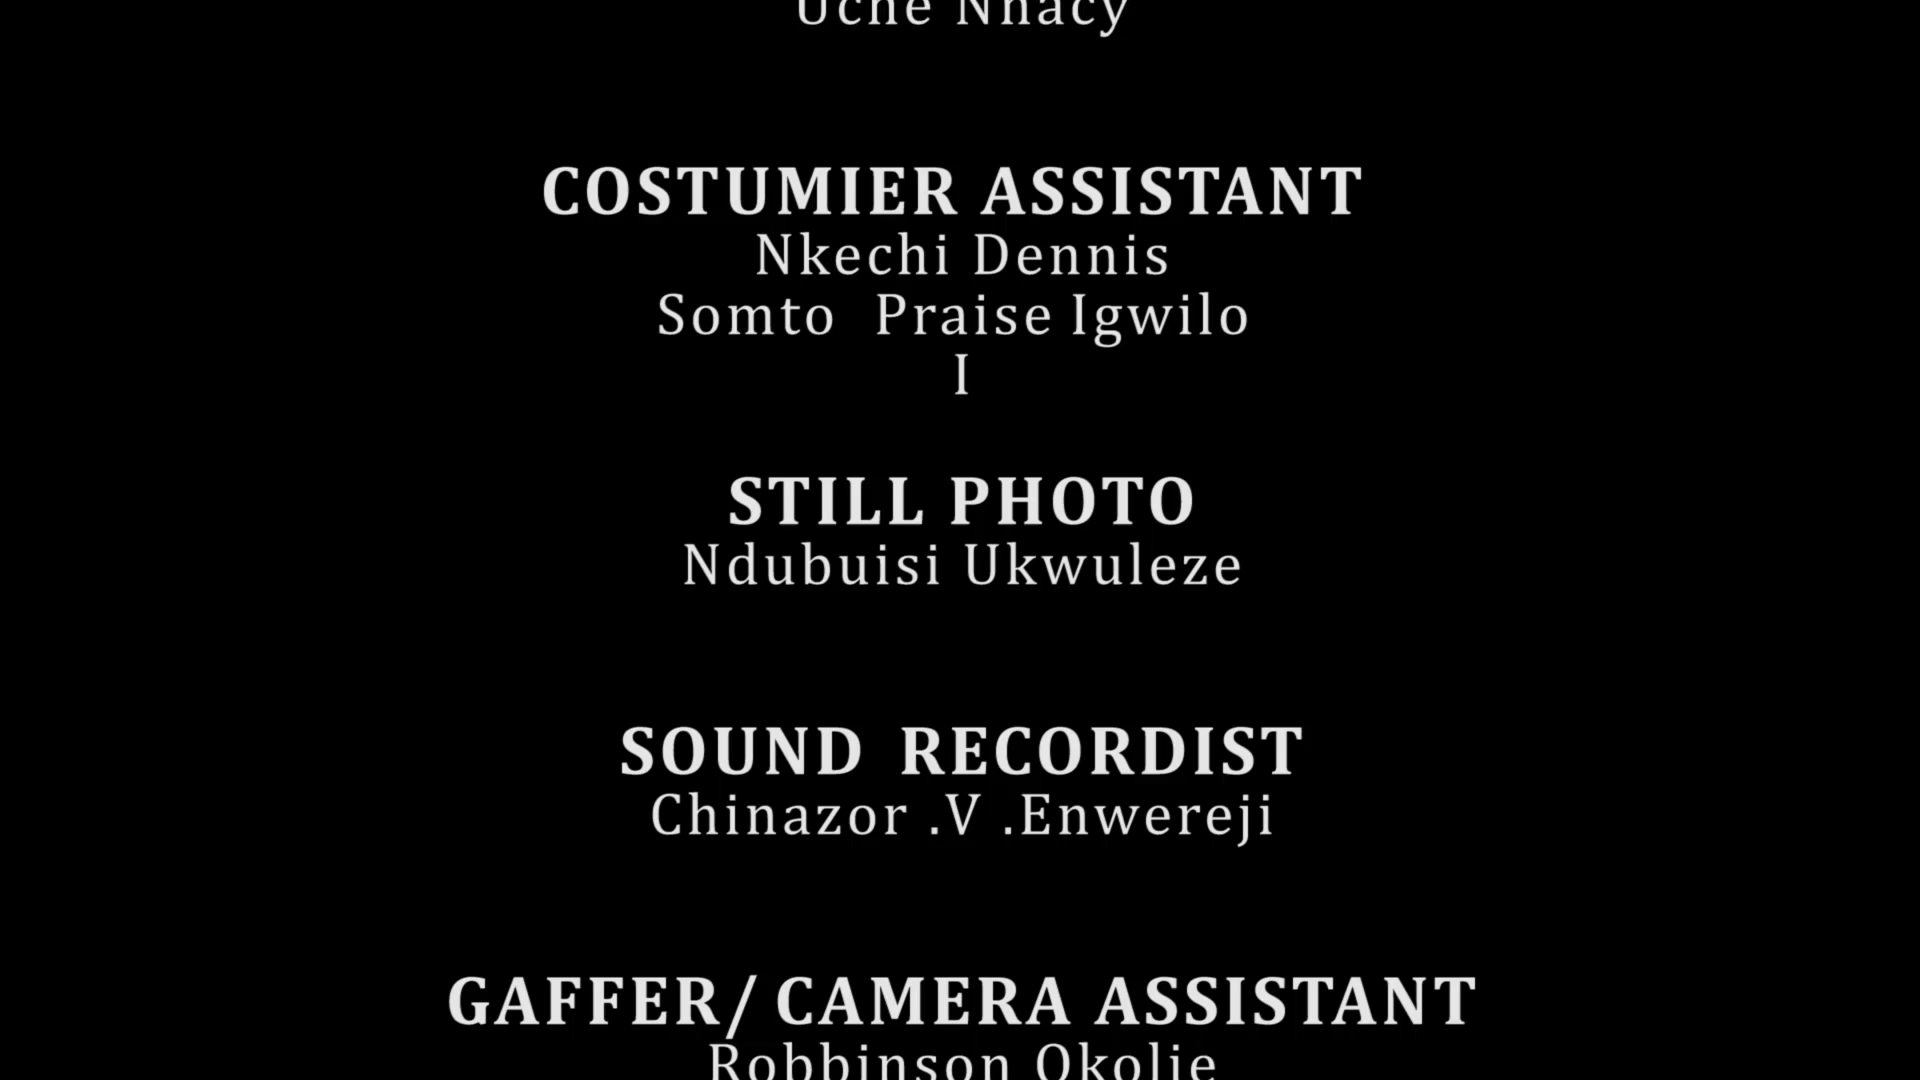 Uche Nnacy
COSTUMIER ASSISTANT
Nkechi Dennis
Somto  Praise Igwilo
I
STILL PHOTO
Ndubuisi Ukwuleze
SOUND  RECORDIST
Chinazor .V .Enwereji
GAFFER/ CAMERA ASSISTANT
Robbinson Okolie